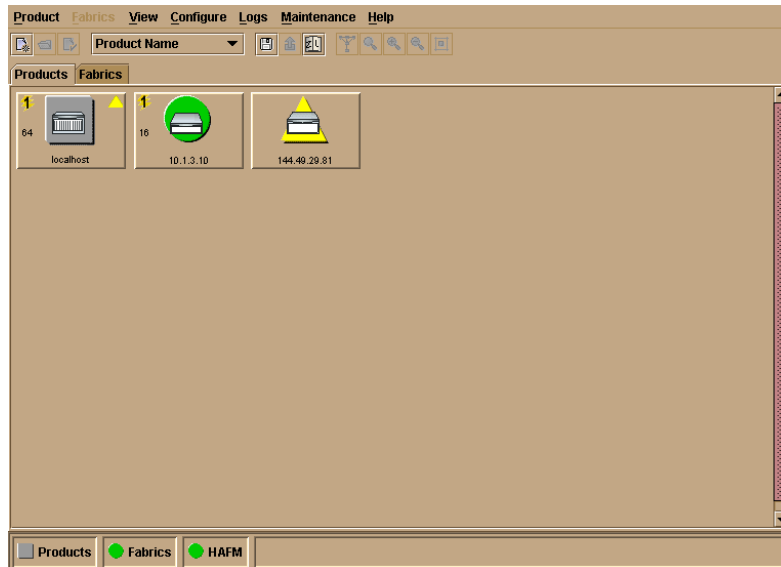 Product Fabrics View Configure Logs Maintenance Help
Product Name
Products Fabrics
1 1
64 16
localhost 10.1.3.10 144.49.29.81
Products Fabrics HAFM